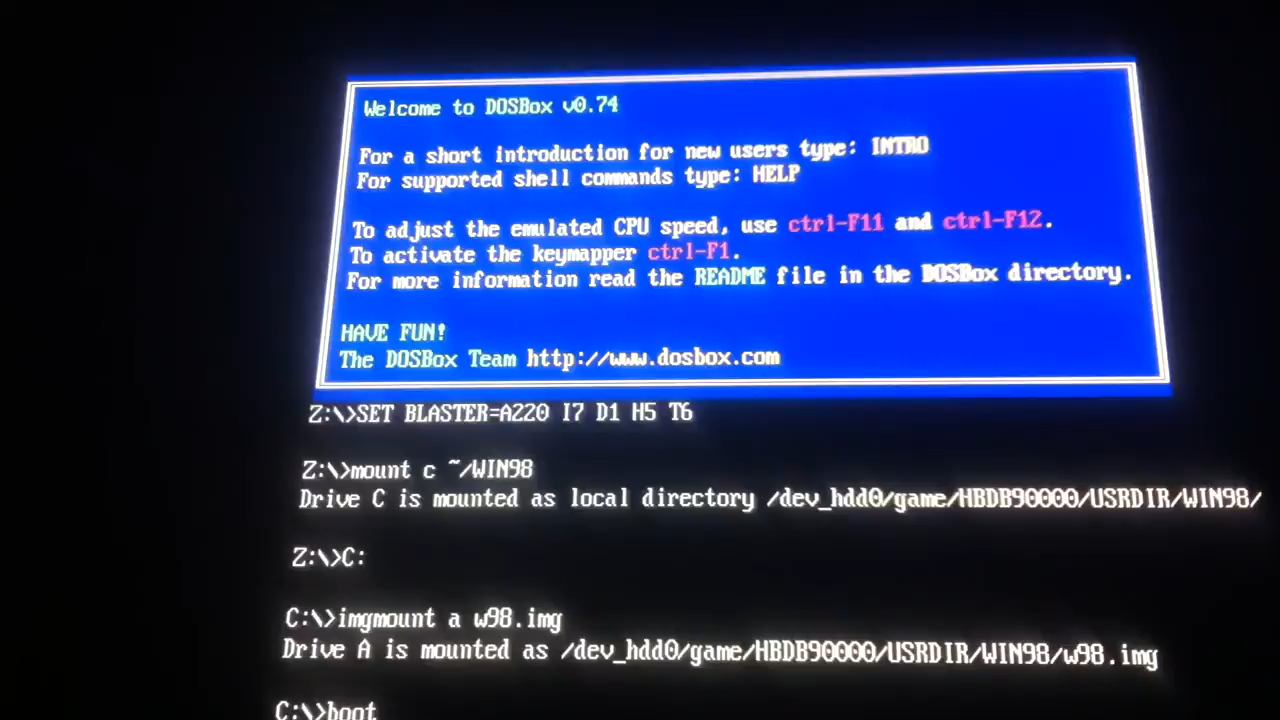 Welcome to DOSBox v0.74
For a short introduction for new users type: INTRO
For supported shell commands type: HELP
To adjust the emulated CPU speed, use ctrl-F11 and ctrl-F12.
To activate the keymapper ctrl-F1.
For more information read the README file in the DOSBox directory.
HAVE FUN!
The DOSBox Team http://www.dosbox.com
Z:\>SET BLASTER=A220 I7 D1 H5 T6
Z:\>mount c ~/WIN98
Drive C is mounted as local directory /dev_hdd0/game/HBDB90000/USRDIR/WIN98/
Z:\>C:
C:\>imgmount a w98.img
Drive A is mounted as /dev_hdd0/game/HBDB90000/USRDIR/WIN98/w98.img
C:\>boot